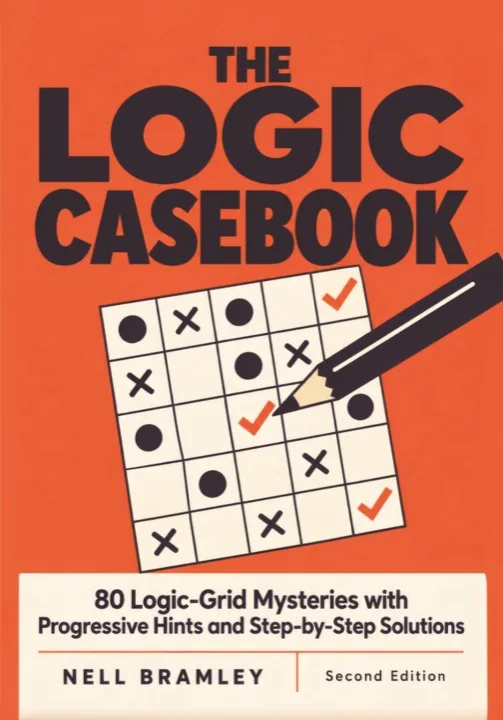 THE
LOGIC
CASEBOOK
80 Logic-Grid Mysteries with
Progressive Hints and Step-by-Step Solutions
NELL BRAMLEY
Second Edition